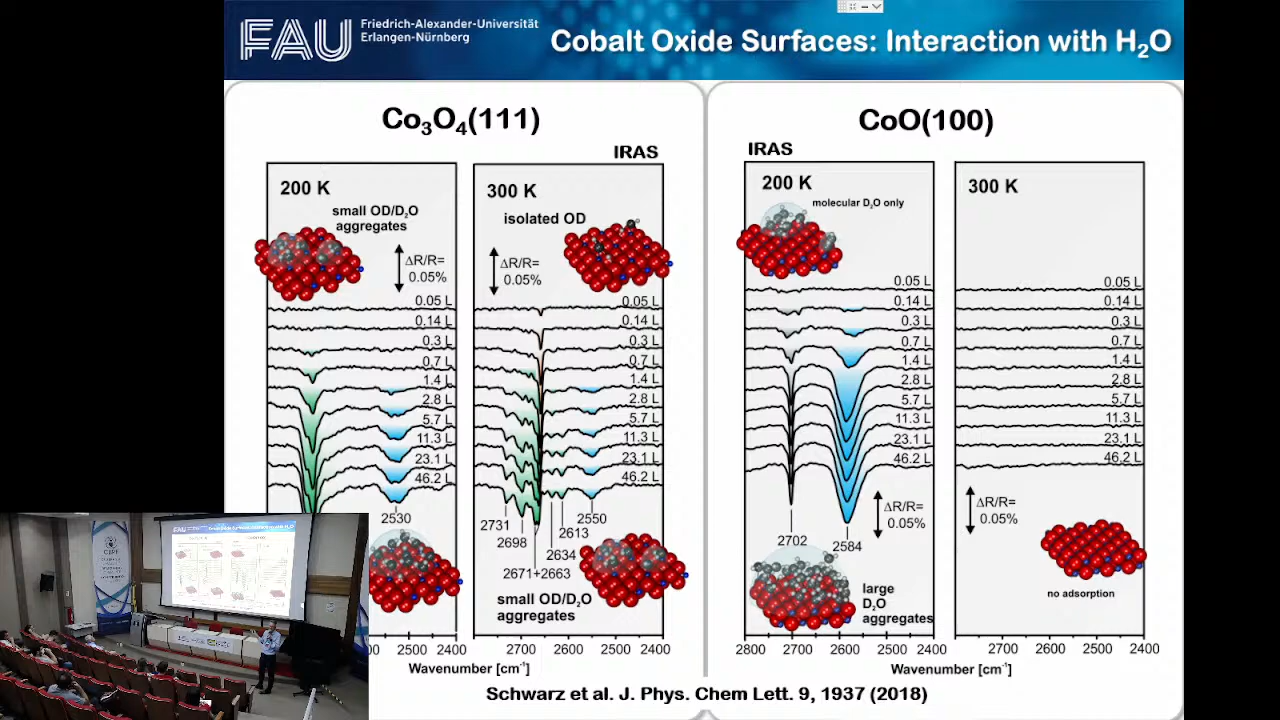 FAU
Friedrich-Alexander-Universität
Erlangen-Nürnberg
Cobalt Oxide Surfaces: Interaction with H₂O
Co₃O₄(111)
IRAS
200 K
small OD/D₂O
aggregates
ΔR/R=
0.05%
0.05 L
0.14 L
0.3 L
0.7 L
1.4 L
2.8 L
5.7 L
11.3 L
23.1 L
46.2 L
2530
2500
2400
300 K
isolated OD
ΔR/R=
0.05%
0.05 L
0.14 L
0.3 L
0.7 L
1.4 L
2.8 L
5.7 L
11.3 L
23.1 L
46.2 L
2731
2698
2671+2663
2634
2613
2550
small OD/D₂O
aggregates
2700
2600
2500
2400
Wavenumber [cm⁻¹]
CoO(100)
IRAS
200 K
molecular D₂O only
0.05 L
0.14 L
0.3 L
0.7 L
1.4 L
2.8 L
5.7 L
11.3 L
23.1 L
46.2 L
ΔR/R=
0.05%
2702
2584
large
D₂O
aggregates
2800
2700
2600
2500
2400
300 K
0.05 L
0.14 L
0.3 L
0.7 L
1.4 L
2.8 L
5.7 L
11.3 L
23.1 L
46.2 L
ΔR/R=
0.05%
no adsorption
2700
2600
2500
2400
Wavenumber [cm⁻¹]
Schwarz et al. J. Phys. Chem Lett. 9, 1937 (2018)